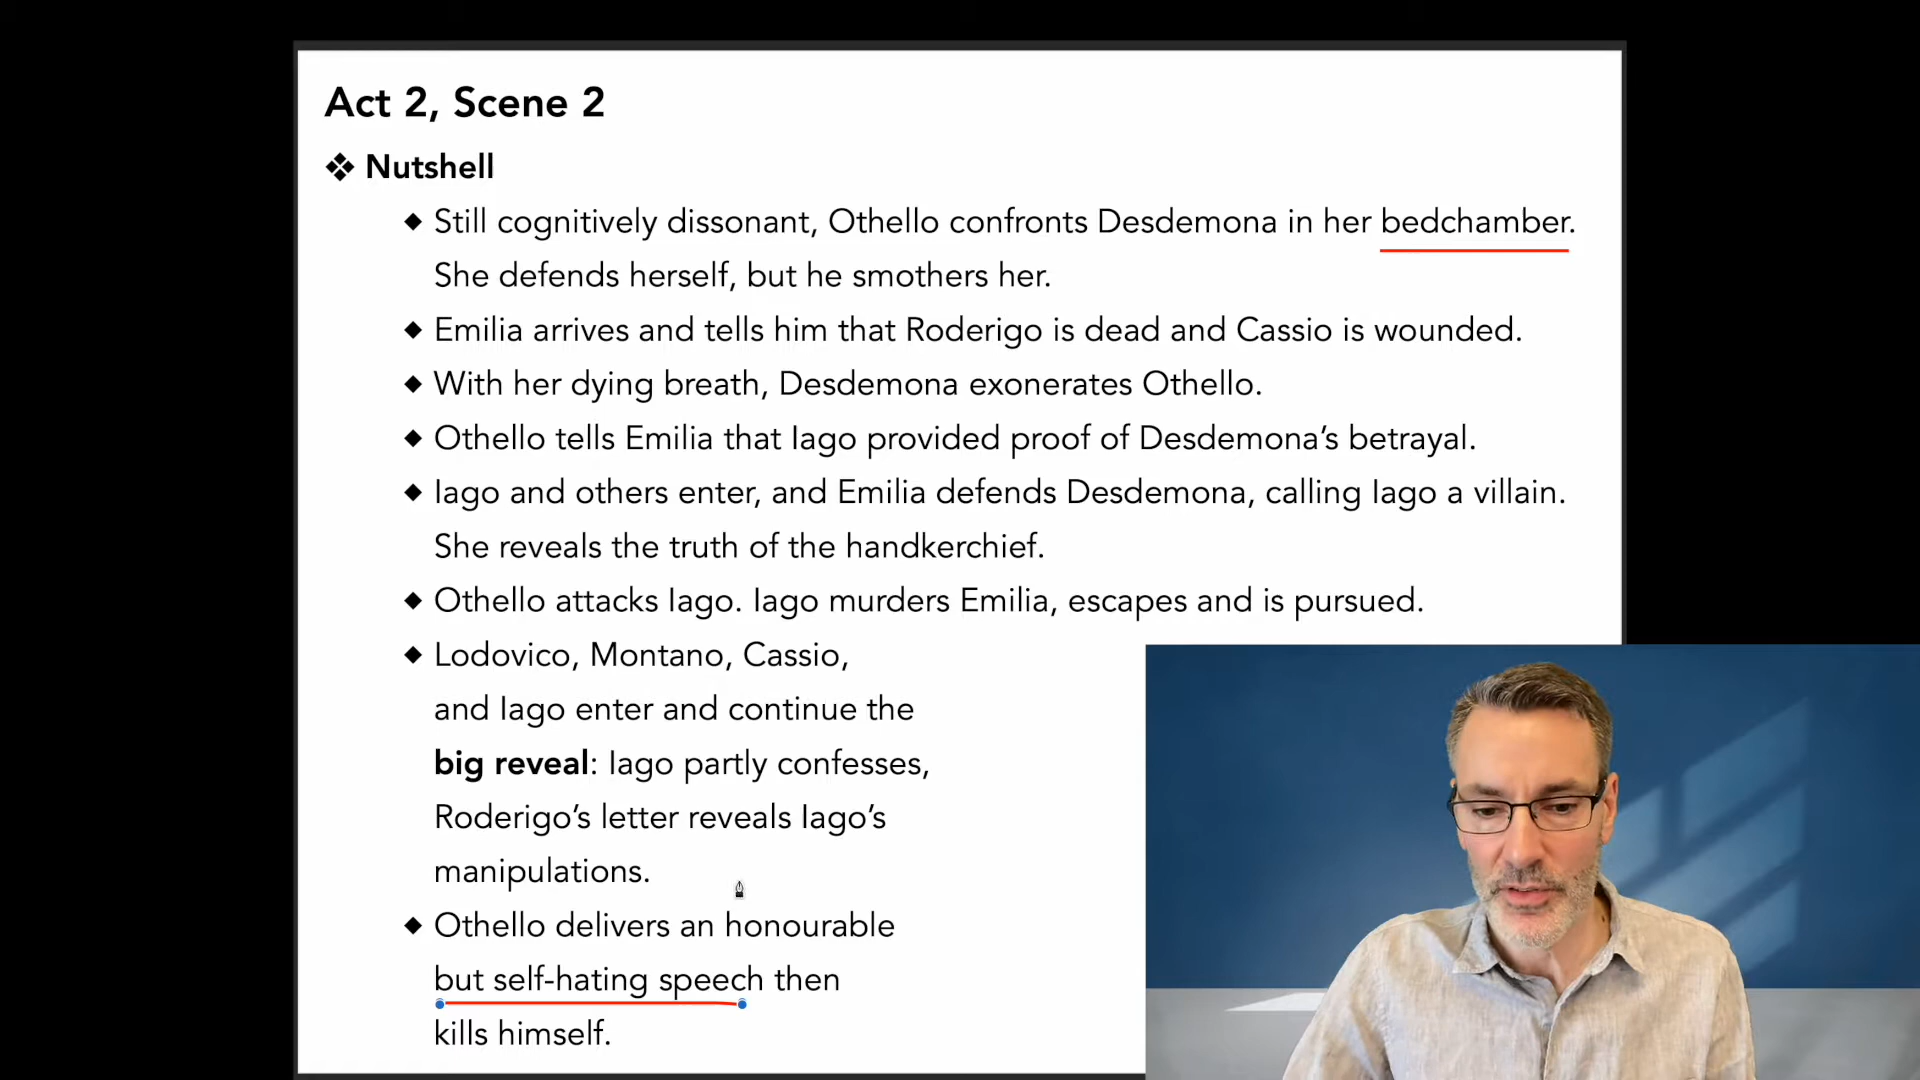 Act 2, Scene 2
❖ Nutshell
◆ Still cognitively dissonant, Othello confronts Desdemona in her bedchamber.
She defends herself, but he smothers her.
◆ Emilia arrives and tells him that Roderigo is dead and Cassio is wounded.
◆ With her dying breath, Desdemona exonerates Othello.
◆ Othello tells Emilia that Iago provided proof of Desdemona’s betrayal.
◆ Iago and others enter, and Emilia defends Desdemona, calling Iago a villain.
She reveals the truth of the handkerchief.
◆ Othello attacks Iago. Iago murders Emilia, escapes and is pursued.
◆ Lodovico, Montano, Cassio,
and Iago enter and continue the
big reveal: Iago partly confesses,
Roderigo’s letter reveals Iago’s
manipulations.
◆ Othello delivers an honourable
but self-hating speech then
kills himself.